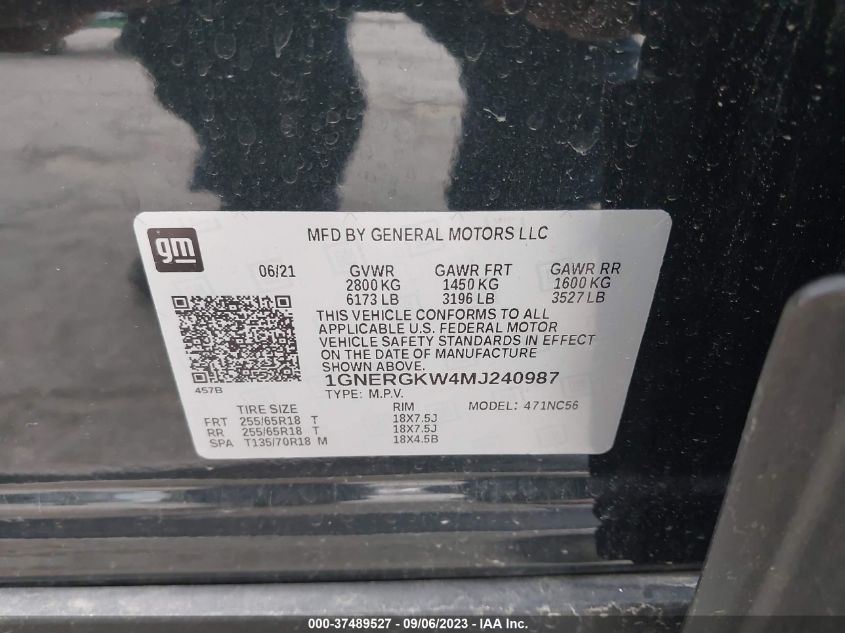 gm
MFD BY GENERAL MOTORS LLC
06/21 GVWR GAWR FRT GAWR RR
2800 KG 1450 KG 1600 KG
6173 LB 3196 LB 3527 LB
THIS VEHICLE CONFORMS TO ALL
APPLICABLE U.S. FEDERAL MOTOR
VEHICLE SAFETY STANDARDS IN EFFECT
ON THE DATE OF MANUFACTURE
SHOWN ABOVE.
457B
1GNERGKW4MJ240987
TYPE: M.P.V. MODEL: 471NC56
TIRE SIZE RIM
FRT 255/65R18 T 18X7.5J
RR 255/65R18 T 18X7.5J
SPA T135/70R18 M 18X4.5B
000-37489527 - 09/06/2023 - © IAA Inc.